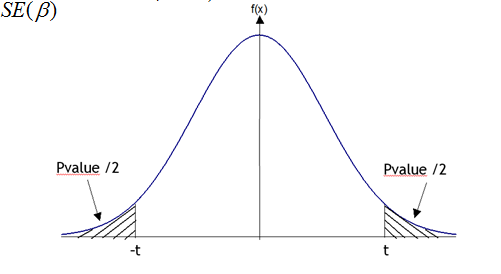 SE(β)
f(x)
Pvalue /2
Pvalue /2
-t
t